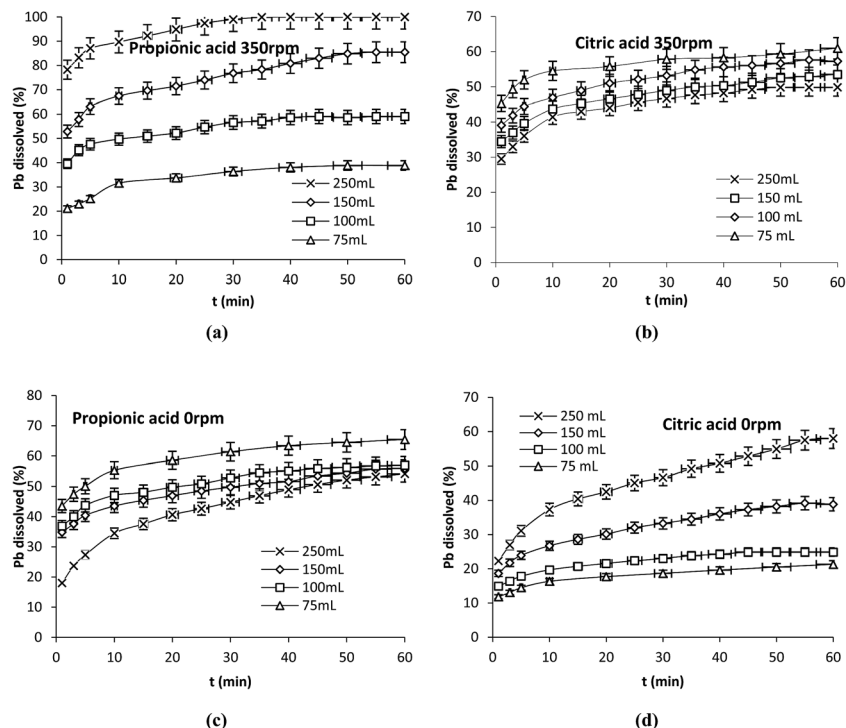 Propionic acid 350rpm
Pb dissolved (%)
100
90
80
70
60
50
40
30
20
10
0
250mL
150mL
100mL
75mL
0 10 20 30 40 50 60
t (min)
(a)
Citric acid 350rpm
Pb dissolved (%)
70
60
50
40
30
20
10
0
250mL
150 mL
100 mL
75 mL
0 10 20 30 40 50 60
t (min)
(b)
Propionic acid 0rpm
Pb dissolved (%)
80
70
60
50
40
30
20
10
0
250mL
150mL
100mL
75mL
0 10 20 30 40 50 60
t (min)
(c)
Citric acid 0rpm
Pb dissolved (%)
70
60
50
40
30
20
10
0
250 mL
150 mL
100 mL
75 mL
0 10 20 30 40 50 60
t (min)
(d)